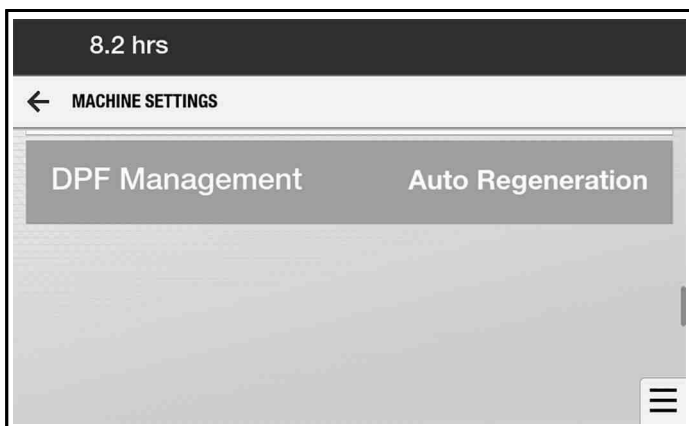 8.2 hrs
MACHINE SETTINGS
DPF Management Auto Regeneration